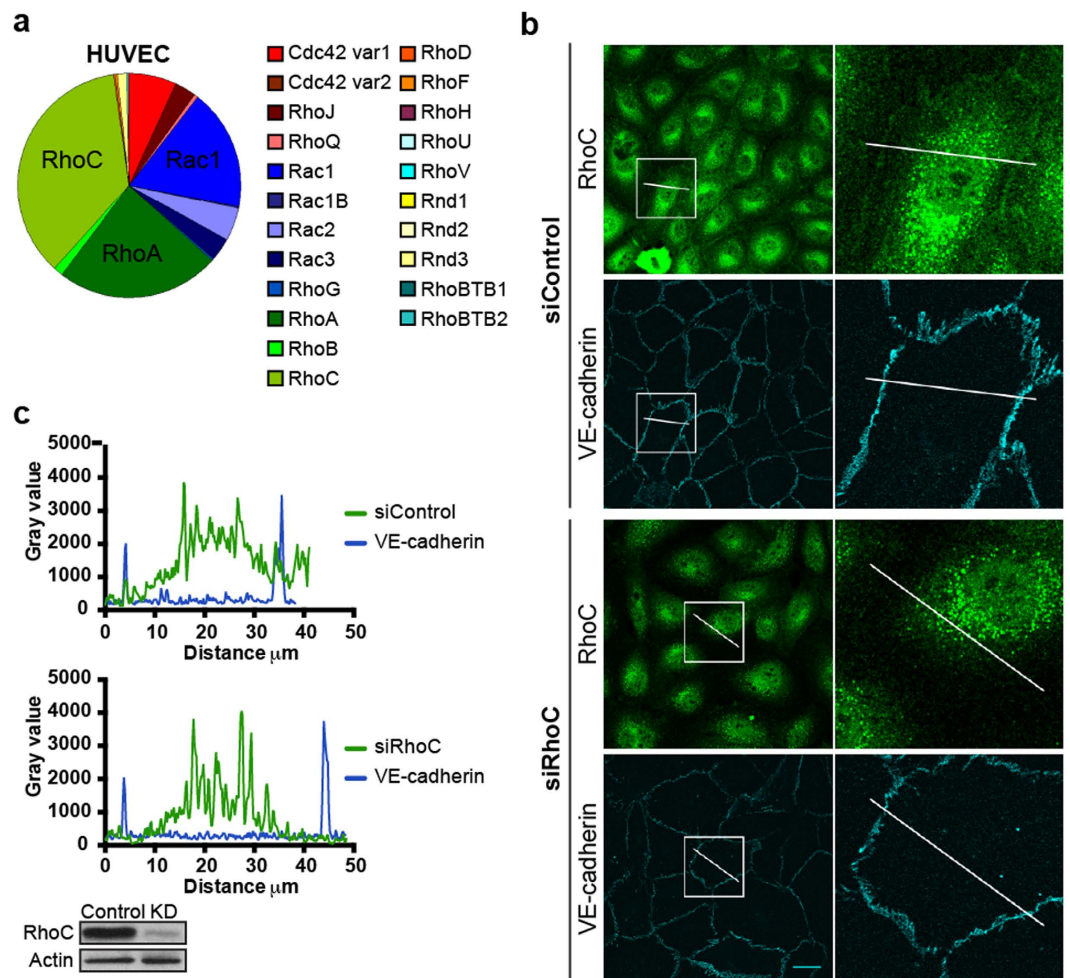 a
HUVEC
RhoC
Rac1
RhoA
Cdc42 var1
Cdc42 var2
RhoJ
RhoQ
Rac1
Rac1B
Rac2
Rac3
RhoG
RhoA
RhoB
RhoC
RhoD
RhoF
RhoH
RhoU
RhoV
Rnd1
Rnd2
Rnd3
RhoBTB1
RhoBTB2
b
siControl
RhoC
VE-cadherin
siRhoC
RhoC
VE-cadherin
c
Gray value
5000
4000
3000
2000
1000
0
0 10 20 30 40 50
Distance μm
siControl
VE-cadherin
Gray value
5000
4000
3000
2000
1000
0
0 10 20 30 40 50
Distance μm
siRhoC
VE-cadherin
Control KD
RhoC
Actin